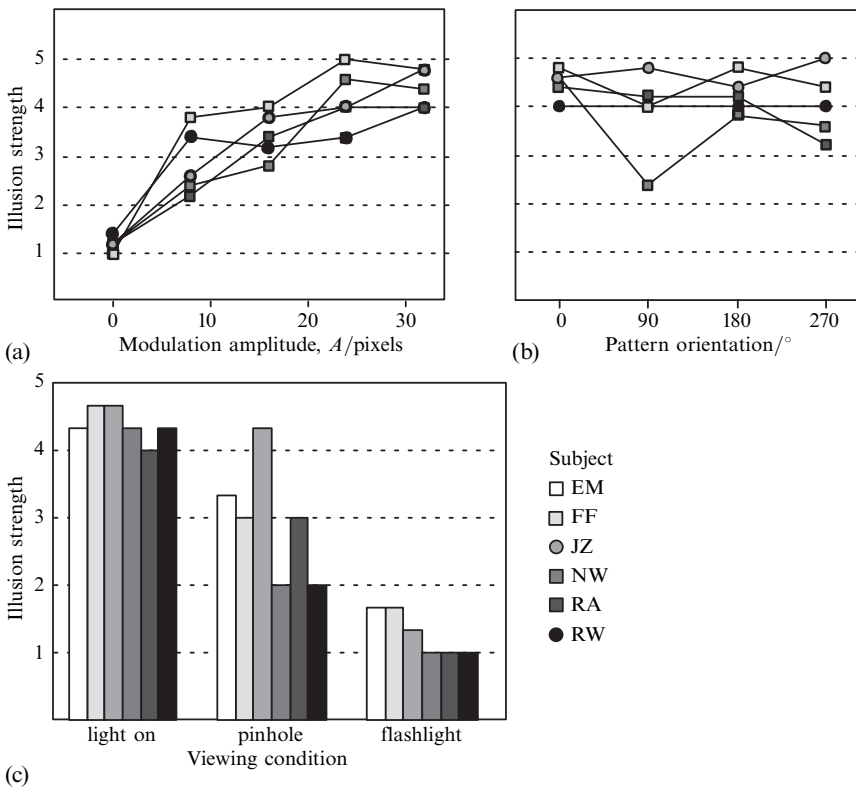 Illusion strength
5
4
3
2
1
0 10 20 30
Modulation amplitude, A/pixels
(a)
0 90 180 270
Pattern orientation/°
(b)
Illusion strength
5
4
3
2
1
light on pinhole flashlight
Viewing condition
(c)
Subject
EM
FF
JZ
NW
RA
RW